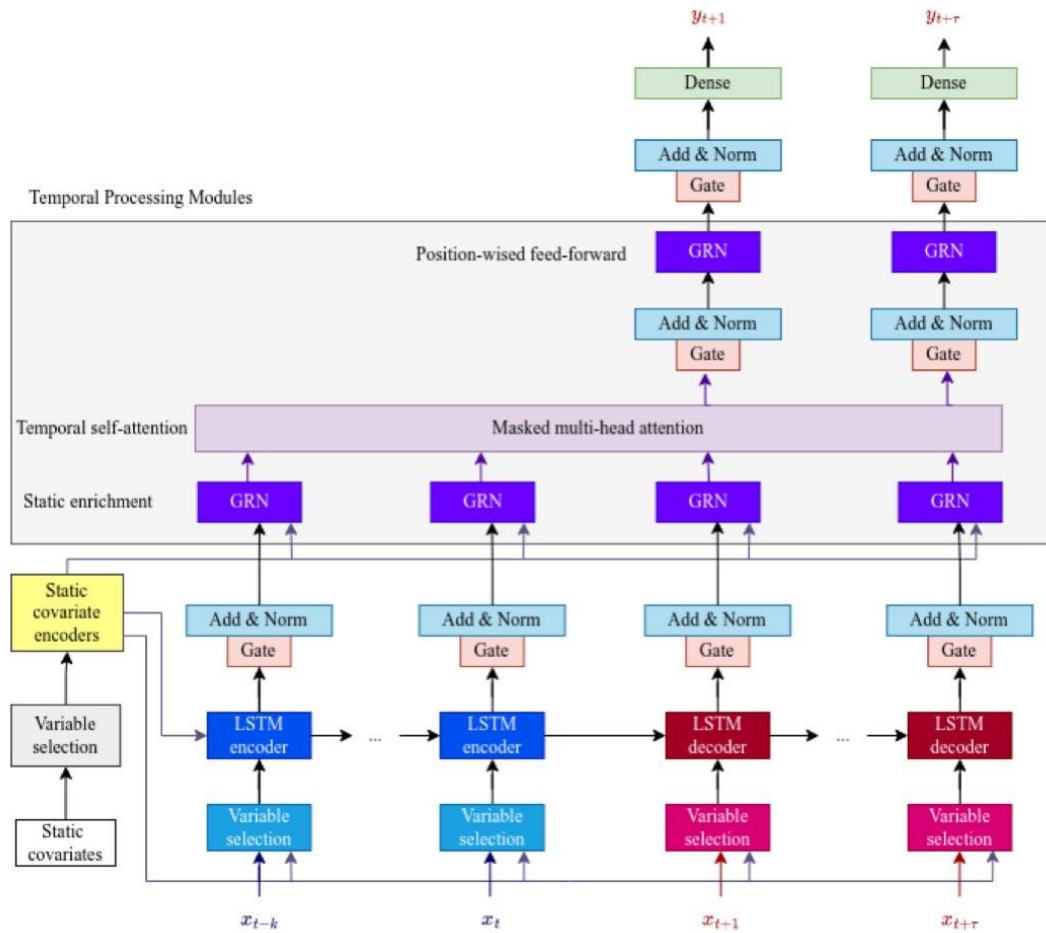 y_{t+1} y_{t+τ}
Dense Dense
Add & Norm Add & Norm
Gate Gate
Temporal Processing Modules
Position-wised feed-forward GRN GRN
Add & Norm Add & Norm
Gate Gate
Temporal self-attention Masked multi-head attention
Static enrichment GRN GRN GRN GRN
Static
covariate
encoders
Add & Norm Add & Norm Add & Norm Add & Norm
Gate Gate Gate Gate
Variable
selection
LSTM
encoder
...
LSTM
encoder
LSTM
decoder
...
LSTM
decoder
Static
covariates
Variable
selection
Variable
selection
Variable
selection
Variable
selection
x_{t-k} x_t x_{t+1} x_{t+τ}